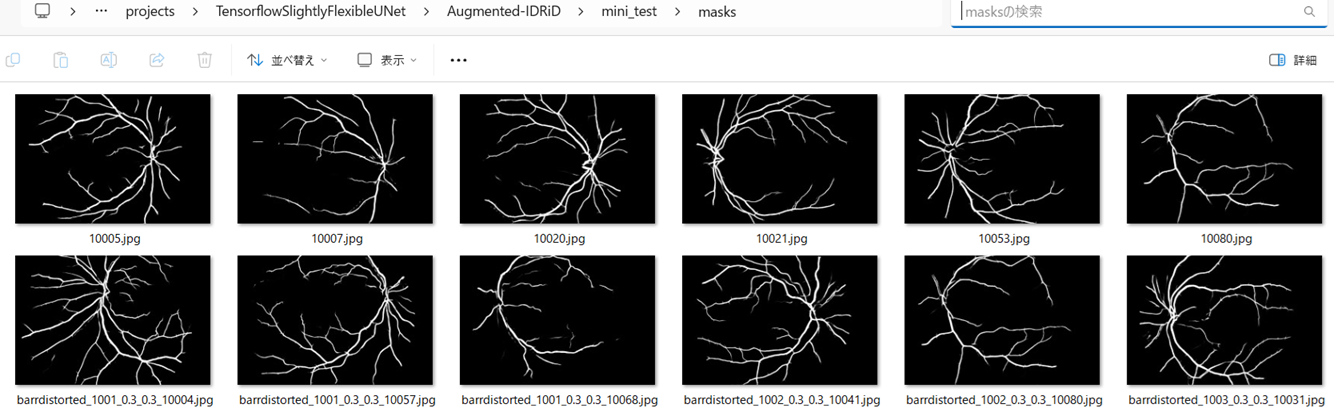 projects > TensorflowSlightlyFlexibleUNet > Augmented-IDRiD > mini_test > masks
masksの検索
並べ替え
表示
詳細
10005.jpg
10007.jpg
10020.jpg
10021.jpg
10053.jpg
10080.jpg
barrdistorted_1001_0.3_0.3_10004.jpg
barrdistorted_1001_0.3_0.3_10057.jpg
barrdistorted_1001_0.3_0.3_10068.jpg
barrdistorted_1002_0.3_0.3_10041.jpg
barrdistorted_1002_0.3_0.3_10080.jpg
barrdistorted_1003_0.3_0.3_10031.jpg